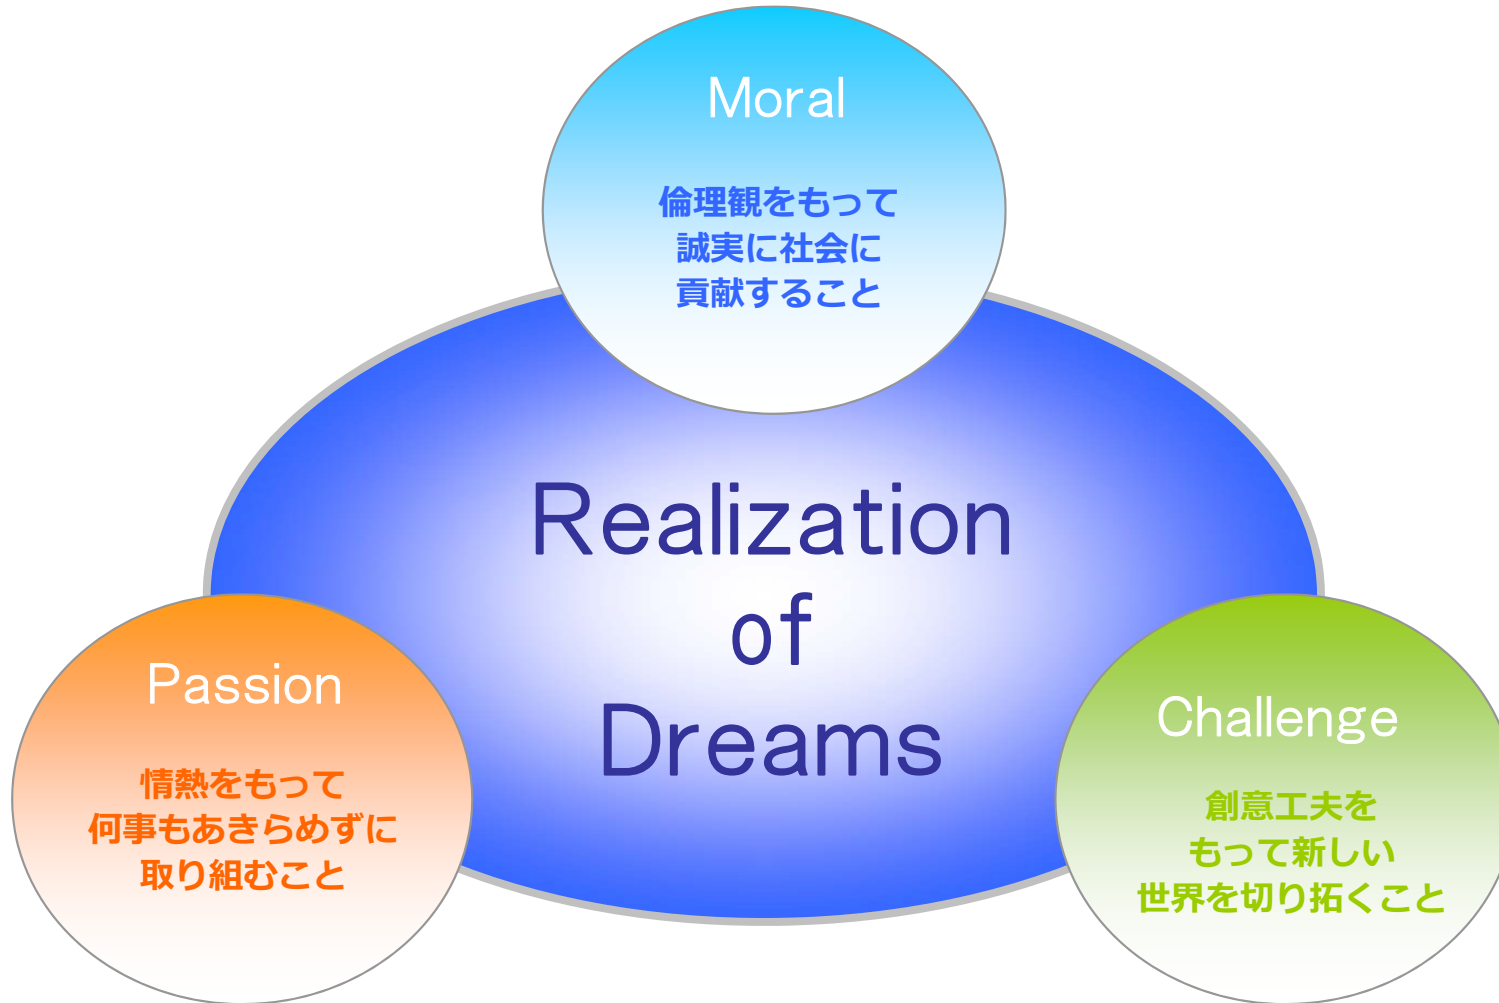 Moral
倫理観をもって
誠実に社会に
貢献すること
Realization
of
Dreams
Passion
情熱をもって
何事もあきらめずに
取り組むこと
Challenge
創意工夫を
もって新しい
世界を切り拓くこと